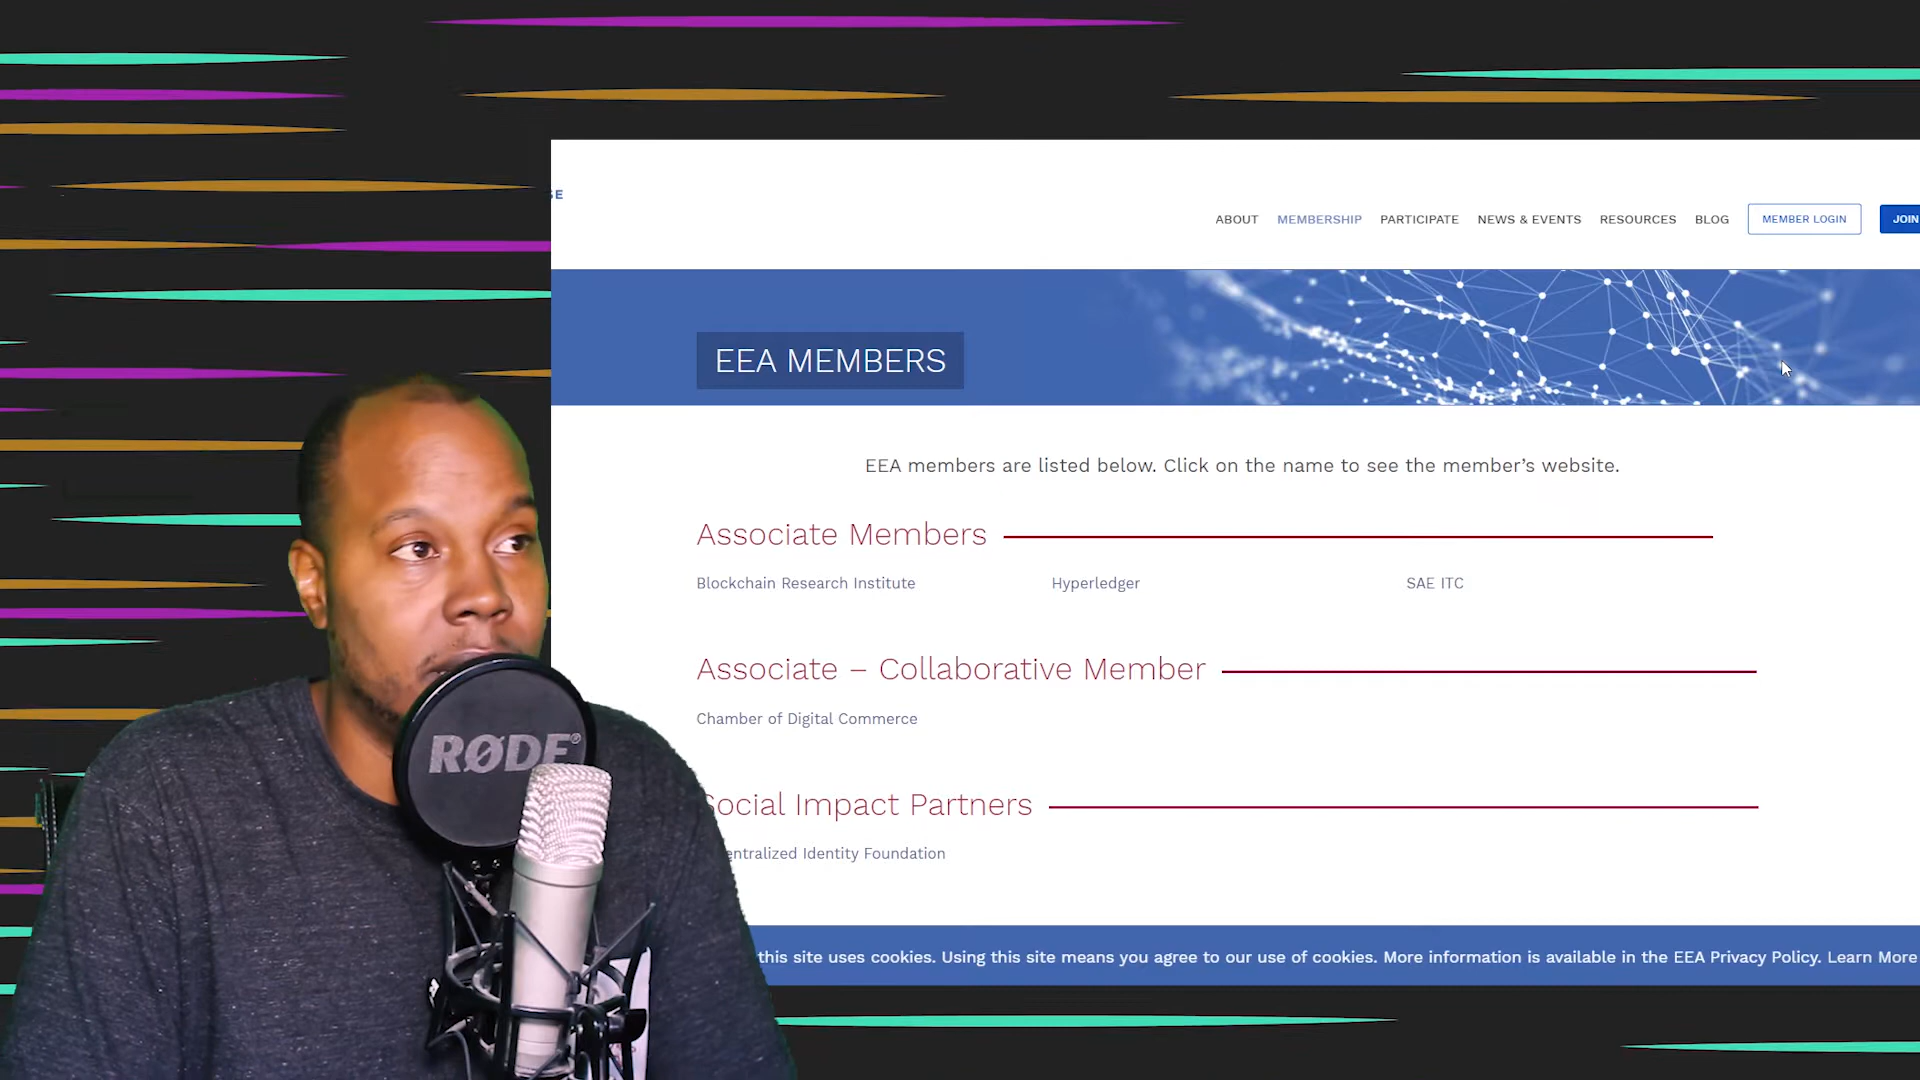 ABOUT MEMBERSHIP PARTICIPATE NEWS & EVENTS RESOURCES BLOG MEMBER LOGIN JOIN
EEA MEMBERS
EEA members are listed below. Click on the name to see the member’s website.
Associate Members
Blockchain Research Institute Hyperledger SAE ITC
Associate – Collaborative Member
Chamber of Digital Commerce
Social Impact Partners
Identity Foundation
RØDE®
this site uses cookies. Using this site means you agree to our use of cookies. More information is available in the EEA Privacy Policy. Learn More